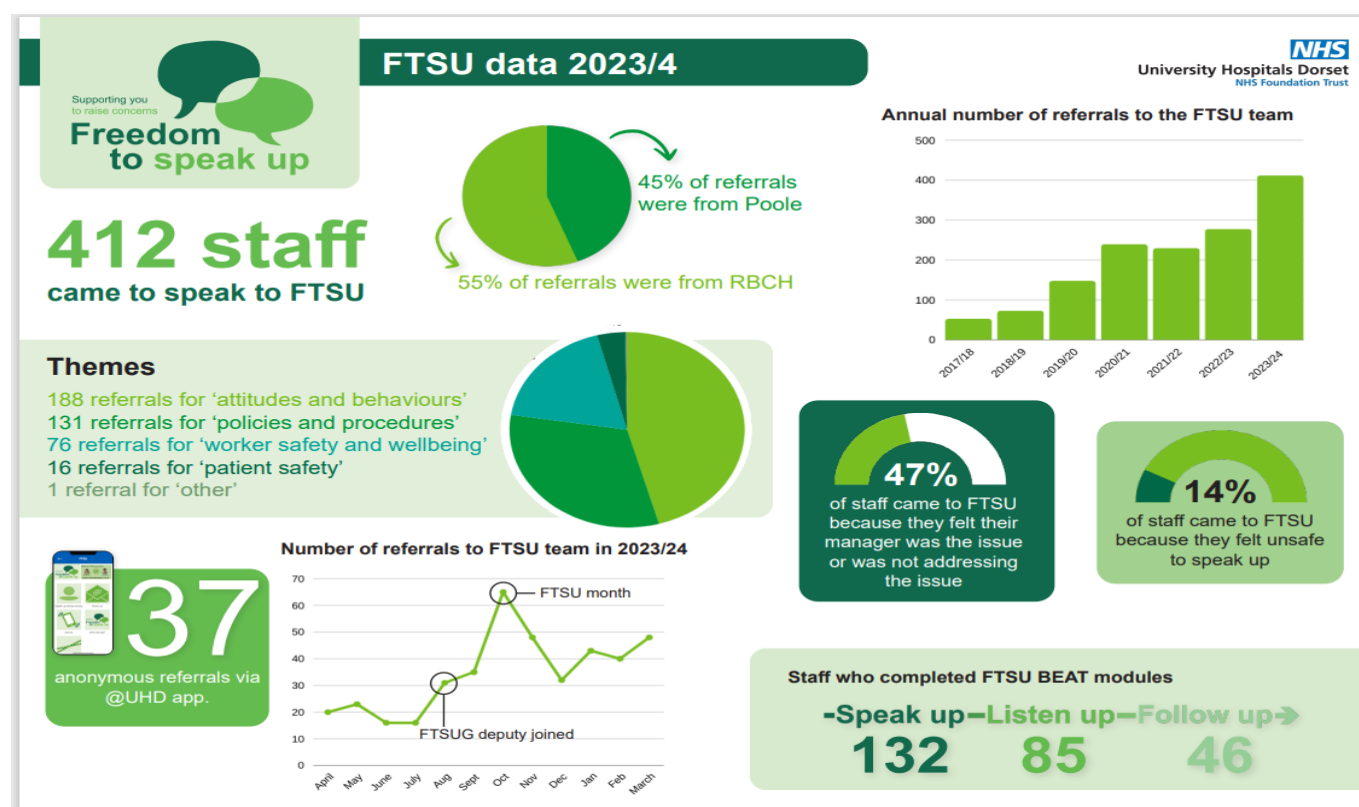 FTSU data 2023/4
Supporting you
to raise concerns
Freedom
to speak up
NHS
University Hospitals Dorset
NHS Foundation Trust
412 staff
came to speak to FTSU
45% of referrals
were from Poole
55% of referrals were from RBCH
Annual number of referrals to the FTSU team
500
400
300
200
100
0
2017/18
2018/19
2019/20
2020/21
2021/22
2022/23
2023/24
Themes
188 referrals for ‘attitudes and behaviours’
131 referrals for ‘policies and procedures’
76 referrals for ‘worker safety and wellbeing’
16 referrals for ‘patient safety’
1 referral for ‘other’
47%
of staff came to FTSU
because they felt their
manager was the issue
or was not addressing
the issue
14%
of staff came to FTSU
because they felt unsafe
to speak up
37
anonymous referrals via
@UHD app.
Number of referrals to FTSU team in 2023/24
70
60
50
40
30
20
10
0
FTSU month
FTSUG deputy joined
April
May
June
July
Aug
Sept
Oct
Nov
Dec
Jan
Feb
March
Staff who completed FTSU BEAT modules
Speak up
Listen up
Follow up
132
85
46